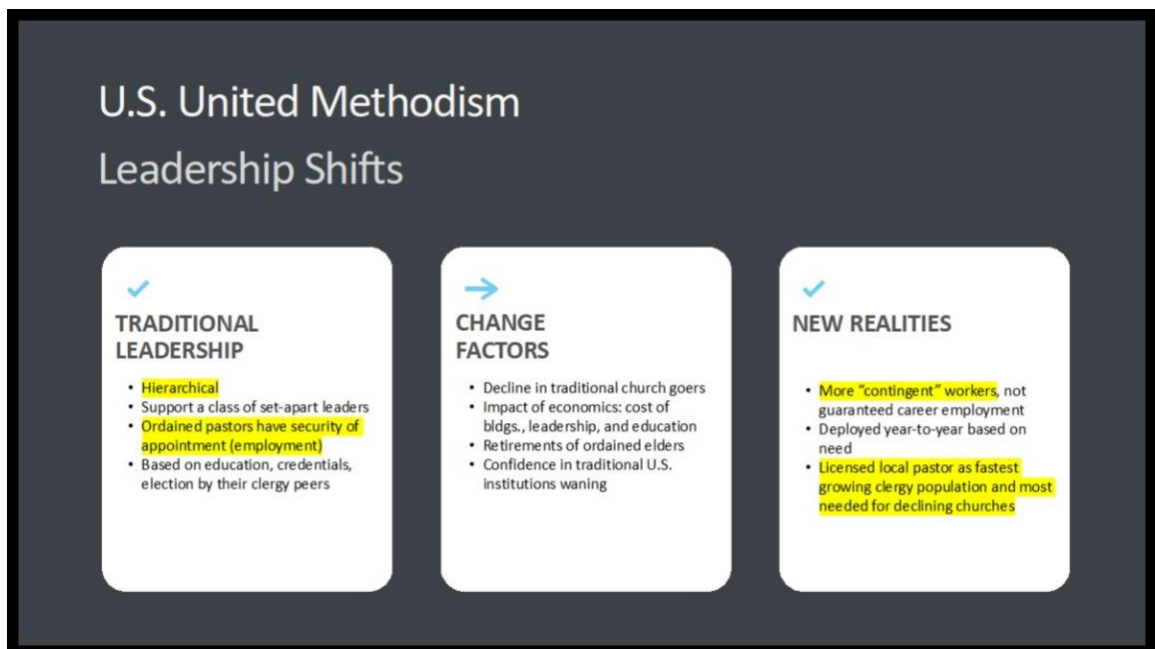 U.S. United Methodism
Leadership Shifts
TRADITIONAL
LEADERSHIP
• Hierarchical
• Support a class of set-apart leaders
• Ordained pastors have security of
appointment (employment)
• Based on education, credentials,
election by their clergy peers
CHANGE
FACTORS
• Decline in traditional church goers
• Impact of economics: cost of
bldgs., leadership, and education
• Retirements of ordained elders
• Confidence in traditional U.S.
institutions waning
NEW REALITIES
• More “contingent” workers, not
guaranteed career employment
• Deployed year-to-year based on
need
• Licensed local pastor as fastest
growing clergy population and most
needed for declining churches